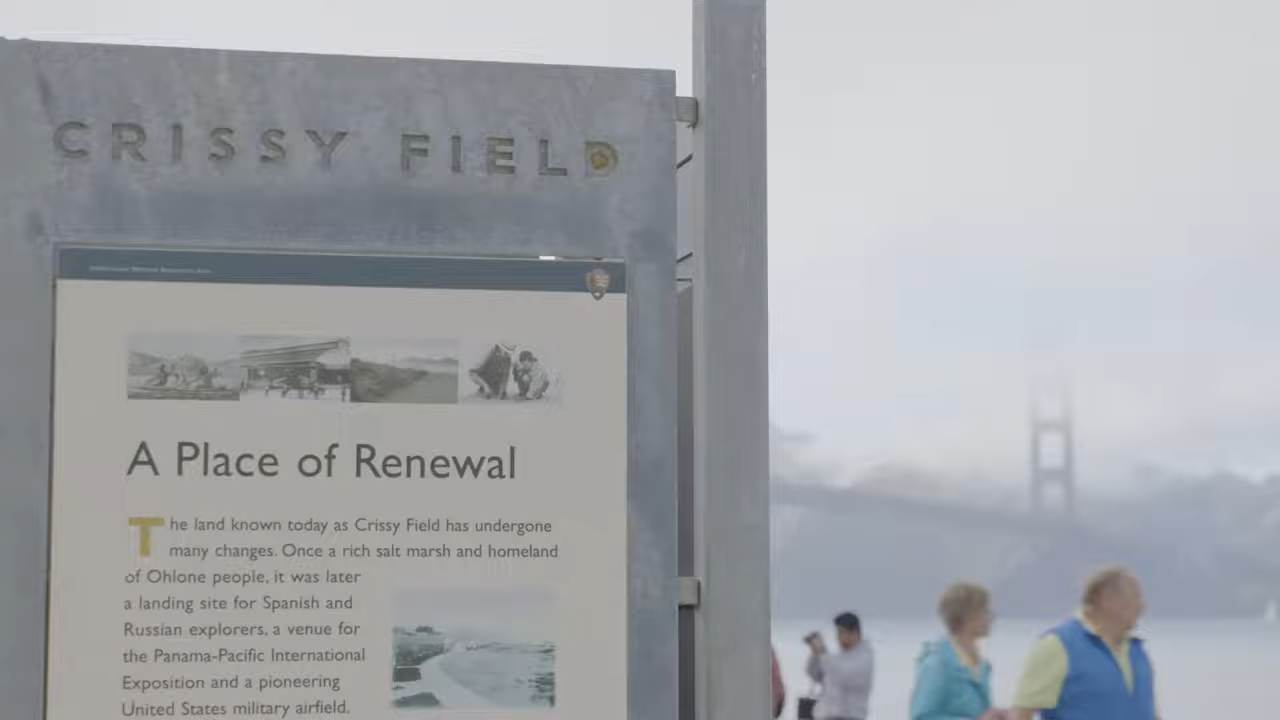 CRISSY FIELD
A Place of Renewal
The land known today as Crissy Field has undergone
many changes. Once a rich salt marsh and homeland
of Ohlone people, it was later
a landing site for Spanish and
Russian explorers, a venue for
the Panama-Pacific International
Exposition and a pioneering
United States military airfield.